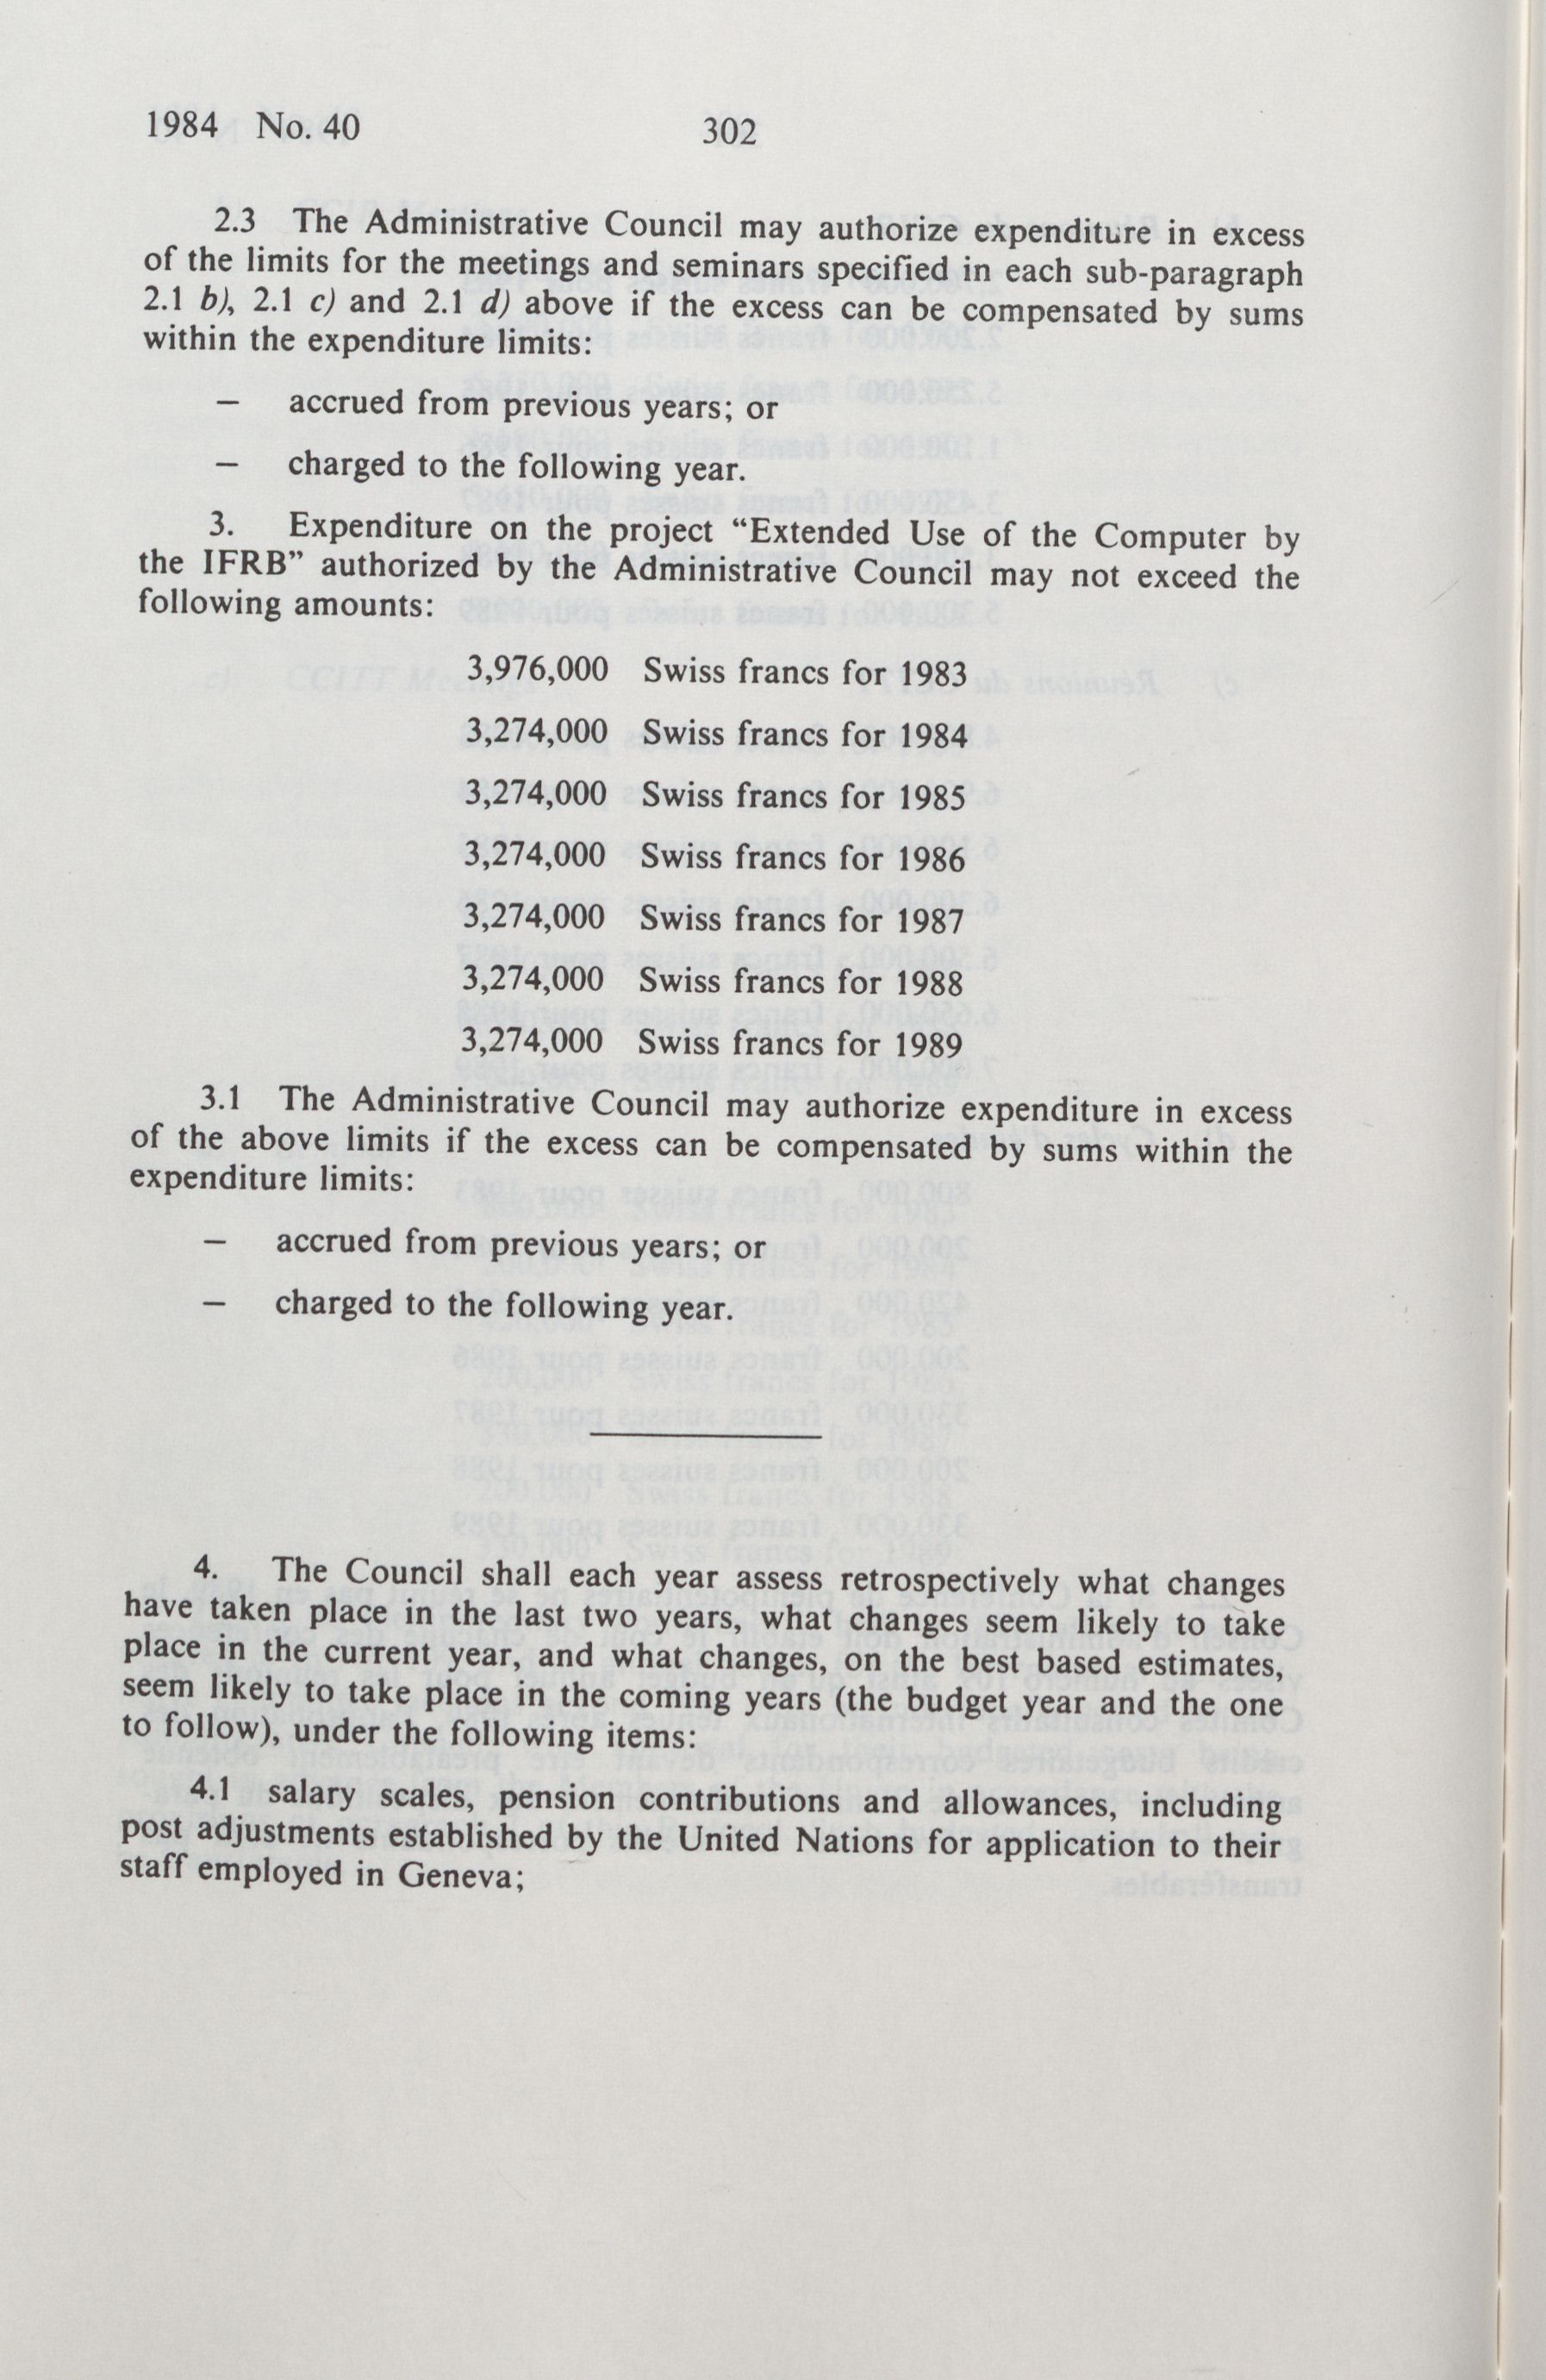 1984 No. 40
302
2.3 The Administrative Council may authorize expenditure in excess
of the limits for the meetings and seminars specified in each sub-paragraph
2.1 b), 2.1 c) and 2.1 d) above if the excess can be compensated by sums
within the expenditure limits:
— accrued from previous years; or
— charged to the following year.
3. Expenditure on the project “Extended Use of the Computer by
the IFRB” authorized by the Administrative Council may not exceed the
following amounts:
3,976,000 Swiss francs for 1983
3,274,000 Swiss francs for 1984
3,274,000 Swiss francs for 1985
3,274,000 Swiss francs for 1986
3,274,000 Swiss francs for 1987
3,274,000 Swiss francs for 1988
3,274,000 Swiss francs for 1989
3.1 The Administrative Council may authorize expenditure in excess
of the above limits if the excess can be compensated by sums within the
expenditure limits:
— accrued from previous years; or
— charged to the following year.
4. The Council shall each year assess retrospectively what changes
have taken place in the last two years, what changes seem likely to take
place in the current year, and what changes, on the best based estimates,
seem likely to take place in the coming years (the budget year and the one
to follow), under the following items:
4.1 salary scales, pension contributions and allowances, including
post adjustments established by the United Nations for application to their
staff employed in Geneva;